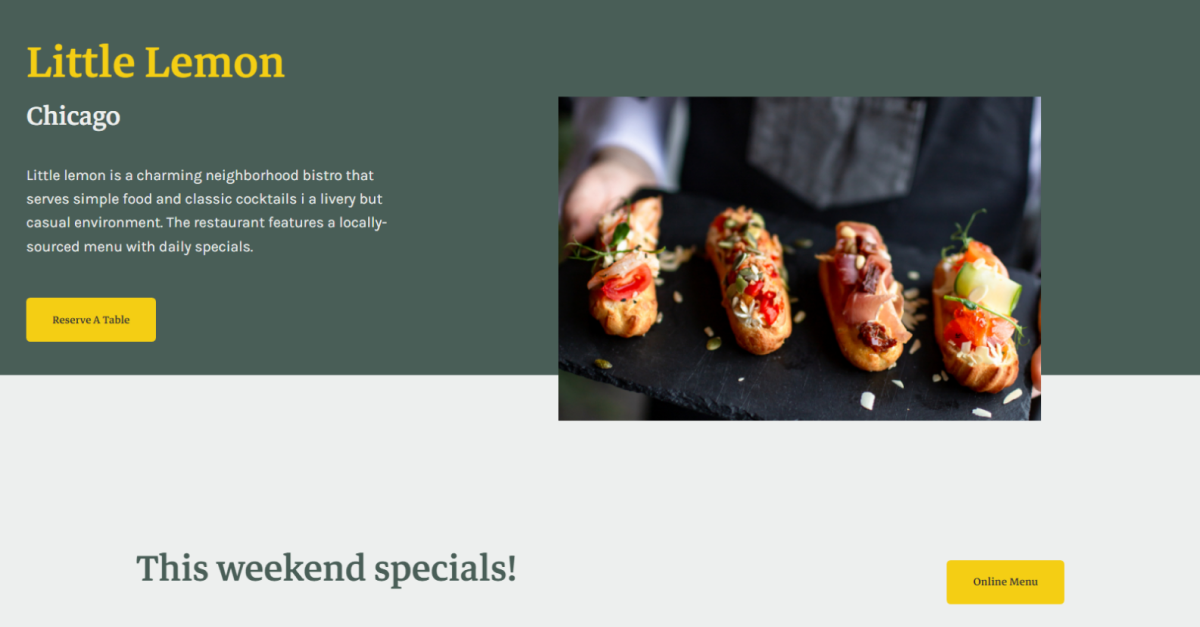 Little Lemon
Chicago
Little lemon is a charming neighborhood bistro that
serves simple food and classic cocktails i a livery but
casual environment. The restaurant features a locally-
sourced menu with daily specials.
Reserve A Table
This weekend specials!
Online Menu